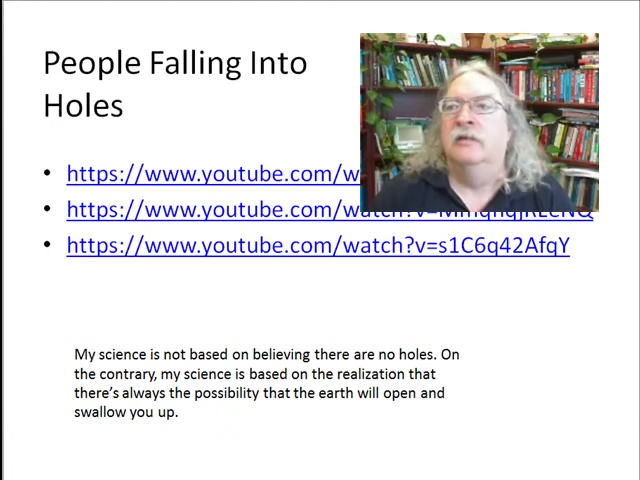 People Falling Into
Holes
• https://www.youtube.com/w
• https://www.youtube.com/
• https://www.youtube.com/watch?v=s1C6q42AfqY
My science is not based on believing there are no holes. On
the contrary, my science is based on the realization that
there's always the possibility that the earth will open and
swallow you up.